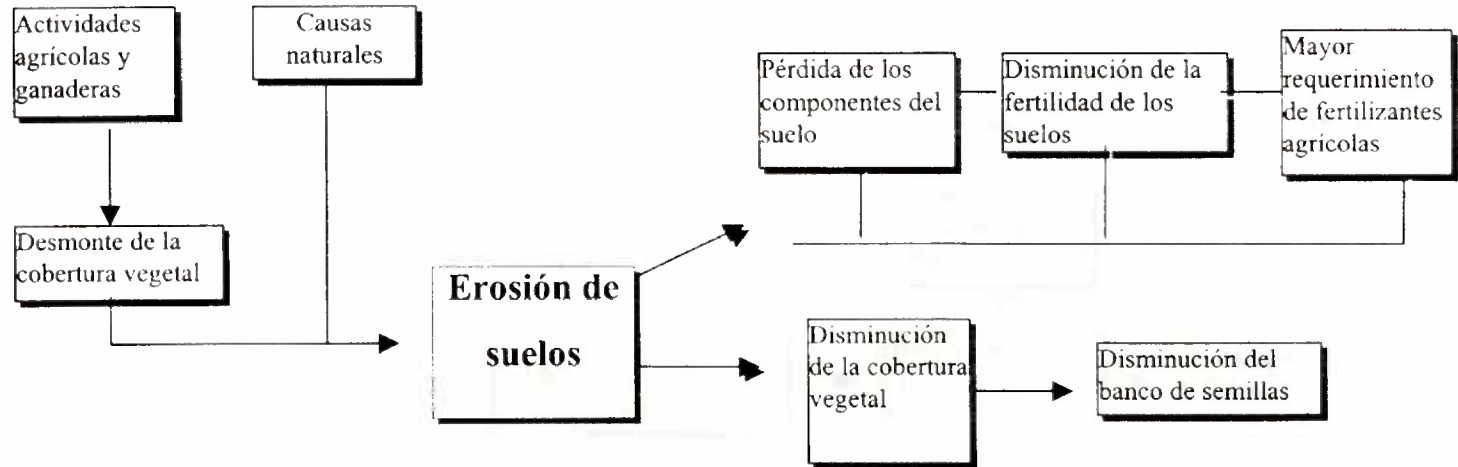 Actividades
agrícolas y
ganaderas
Causas
naturales
Desmonte de la
cobertura vegetal
Erosión de
suelos
Pérdida de los
componentes del
suelo
Disminución de la
fertilidad de los
suelos
Mayor
requerimiento
de fertilizantes
agrícolas
Disminución
de la cobertura
vegetal
Disminución del
banco de semillas